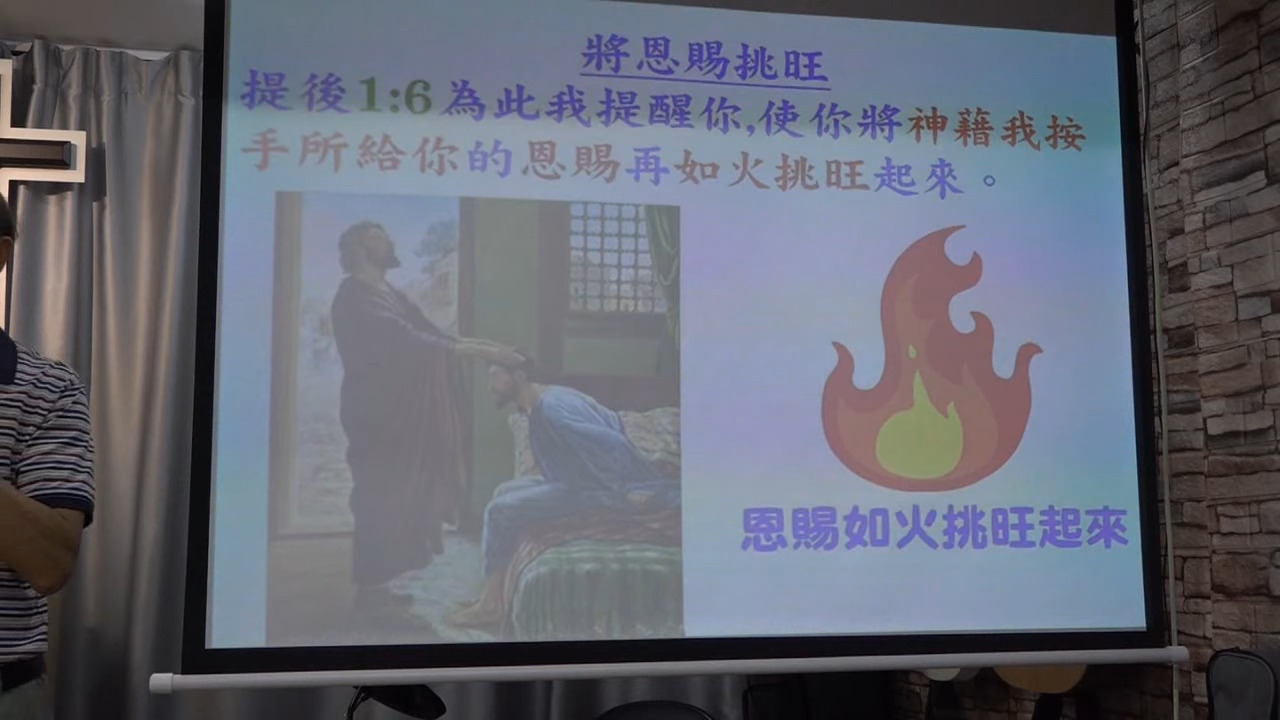 將恩賜挑旺
提後1:6為此我提醒你,使你將神藉我按
手所給你的恩賜再如火挑旺起來。
恩賜如火挑旺起來